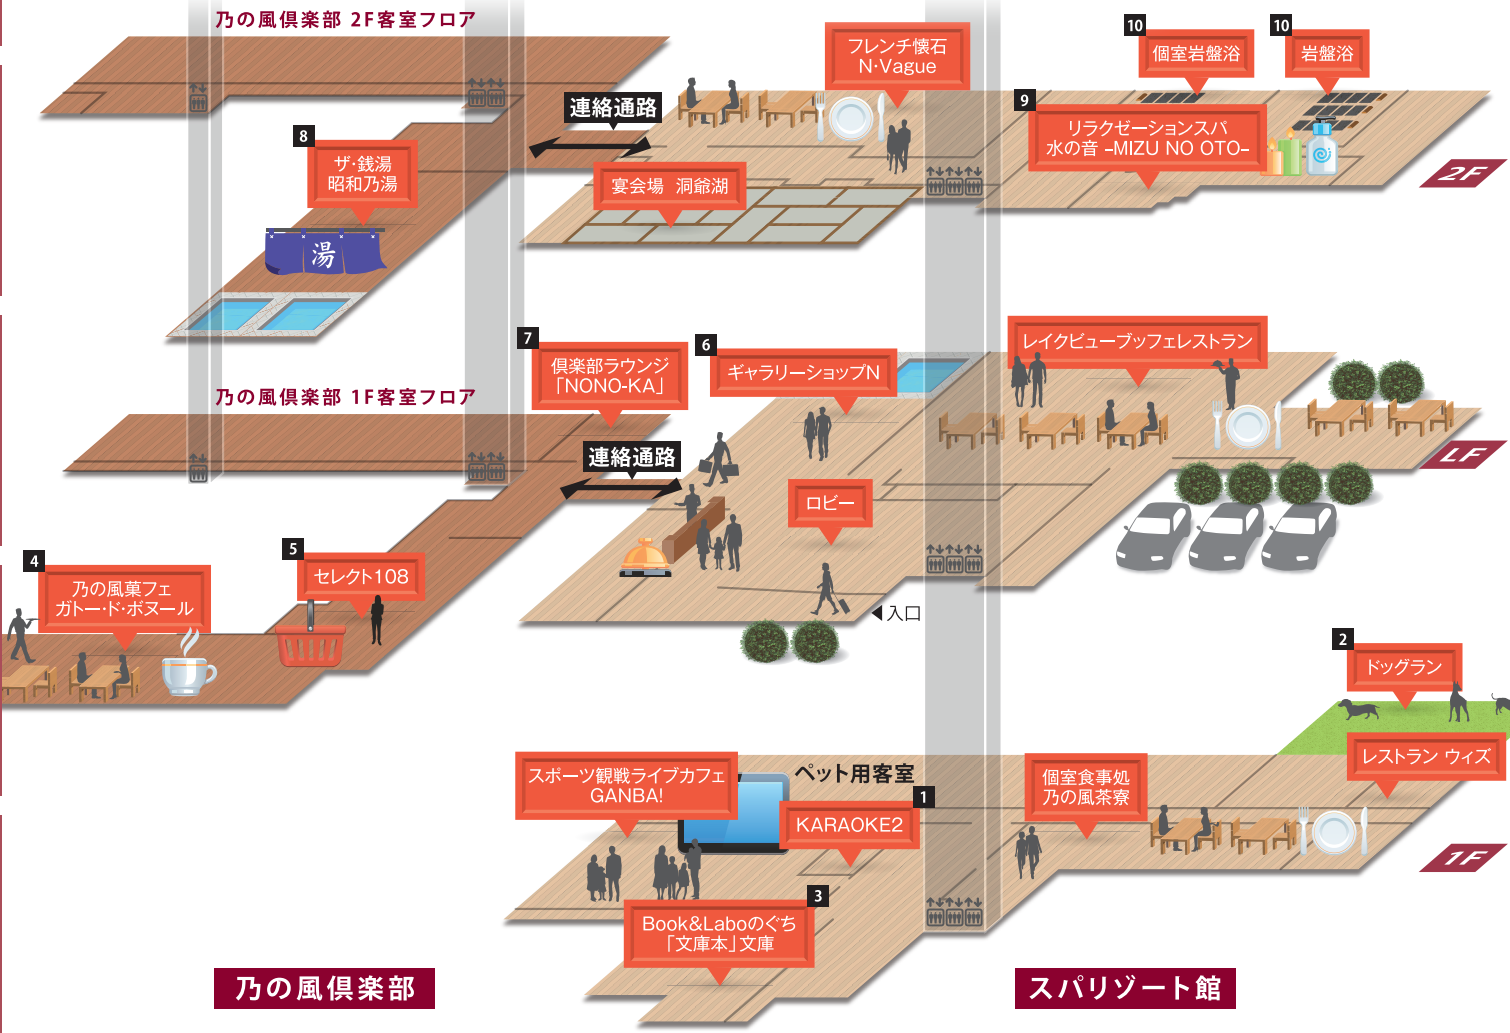 乃の風倶楽部 2F客室フロア
フレンチ懐石
N・Vague
10
個室岩盤浴
10
岩盤浴
連絡通路
9
リラクゼーションスパ
水の音 -MIZU NO OTO-
8
ザ・銭湯
昭和乃湯
宴会場 洞爺湖
2F
湯
7
倶楽部ラウンジ
「NONO-KA」
6
ギャラリーショップN
レイクビューブッフェレストラン
乃の風倶楽部 1F客室フロア
連絡通路
LF
ロビー
4
乃の風菓フェ
ガトー・ド・ボヌール
5
セレクト108
入口
2
ドッグラン
レストラン ウィズ
スポーツ観戦ライブカフェ
GANBA!
ペット用客室
1
KARAOKE2
個室食事処
乃の風茶寮
1F
3
Book&Laboのぐち
「文庫本」文庫
乃の風倶楽部
スパリゾート館